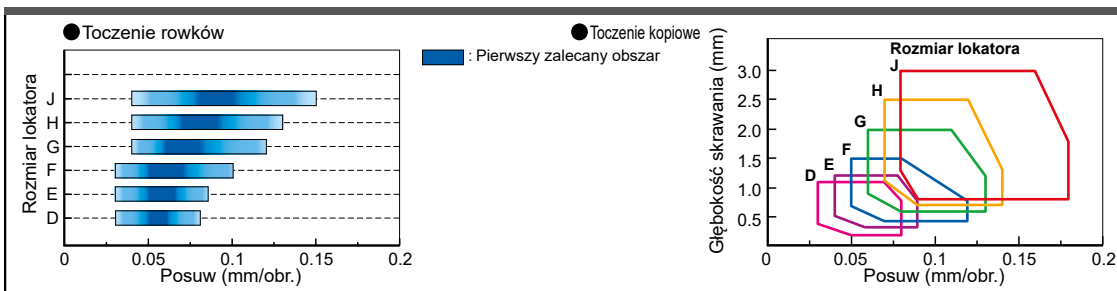 Toczenie rowków
Rozmiar lokatora
J
H
G
F
E
D
0
0.05
0.1
0.15
0.2
Posuw (mm/obr.)
: Pierwszy zalecany obszar
Toczenie kopiowe
Głębokość skrawania (mm)
3.0
2.5
2.0
1.5
1.0
0.5
Rozmiar lokatora
J
H
G
F
E
D
0
0.05
0.1
0.15
0.2
Posuw (mm/obr.)